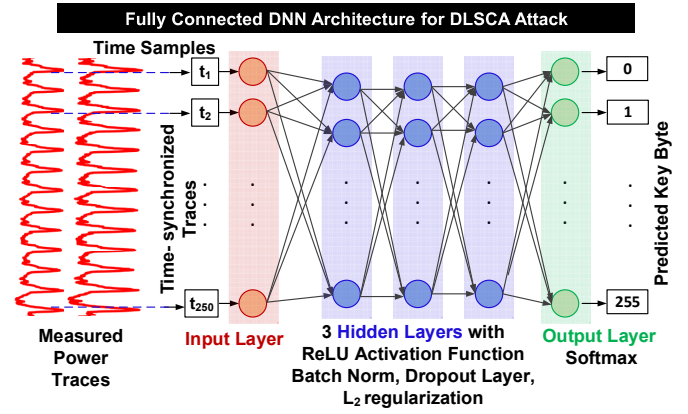 Fully Connected DNN Architecture for DLSCA Attack
Time Samples
t1
t2
t250
Time- synchronized
Traces
0
1
255
Predicted Key Byte
Measured
Power
Traces
Input Layer
3 Hidden Layers with
ReLU Activation Function
Batch Norm, Dropout Layer,
L2 regularization
Output Layer
Softmax